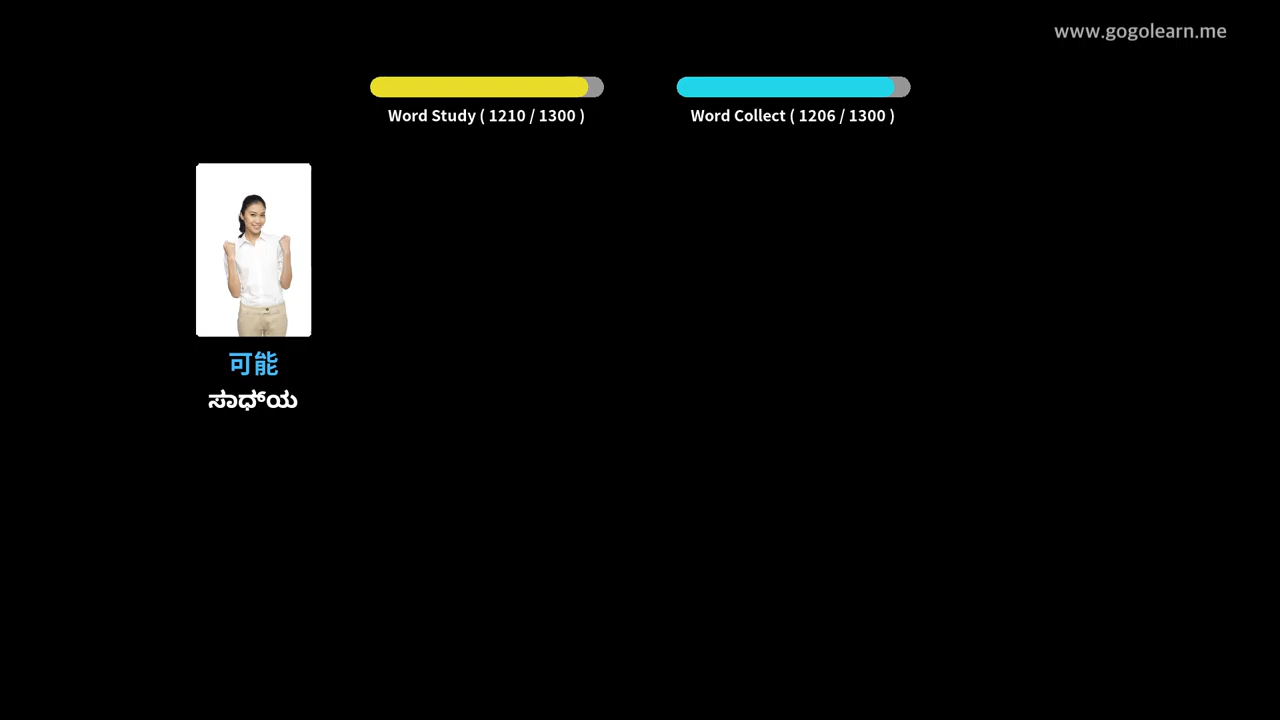 www.gogolearn.me
Word Study ( 1210 / 1300 )
Word Collect ( 1206 / 1300 )
可能
ಸಾಧ್ಯ